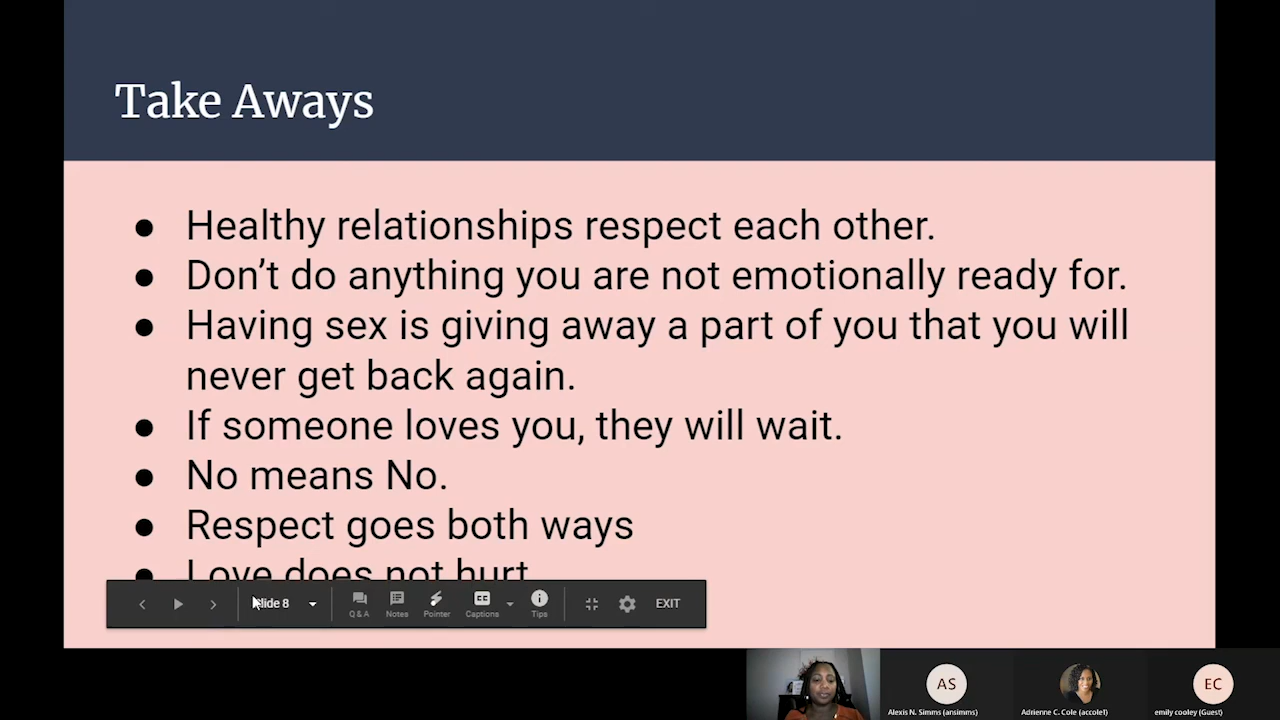 Take Aways
● Healthy relationships respect each other.
● Don’t do anything you are not emotionally ready for.
● Having sex is giving away a part of you that you will
never get back again.
● If someone loves you, they will wait.
● No means No.
● Respect goes both ways
● Love does not hurt
Slide 8
Q & A Notes Pointer Captions Tips EXIT
AS EC
Alexis N. Simms (ansimms) Adrienne C. Cole (accole1) emily cooley (Guest)